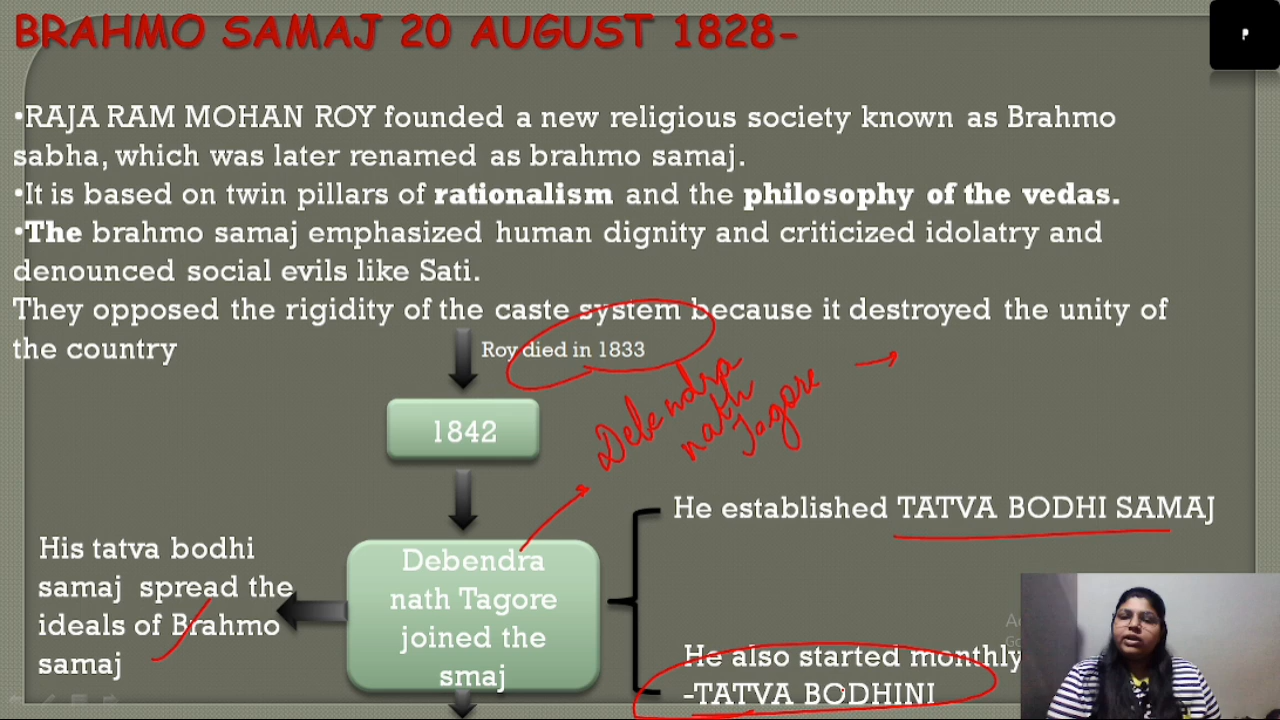 BRAHMO SAMAJ 20 AUGUST 1828-
P
•RAJA RAM MOHAN ROY founded a new religious society known as Brahmo
sabha, which was later renamed as brahmo samaj.
•It is based on twin pillars of rationalism and the philosophy of the vedas.
•The brahmo samaj emphasized human dignity and criticized idolatry and
denounced social evils like Sati.
They opposed the rigidity of the caste system because it destroyed the unity of
the country
Roy died in 1833
1842
Debendra
nath
Tagore
He established TATVA BODHI SAMAJ
His tatva bodhi
samaj spread the
ideals of Brahmo
samaj
Debendra
nath Tagore
joined the
smaj
He also started monthly
-TATVA BODHINI